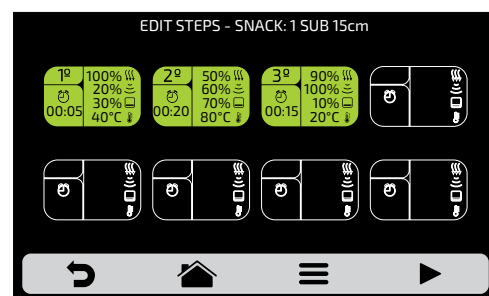 EDIT STEPS - SNACK: 1 SUB 15cm
1º 100%
20%
30%
00:05 40°C
2º 50%
60%
70%
00:20 80°C
3º 90%
100%
10%
00:15 20°C